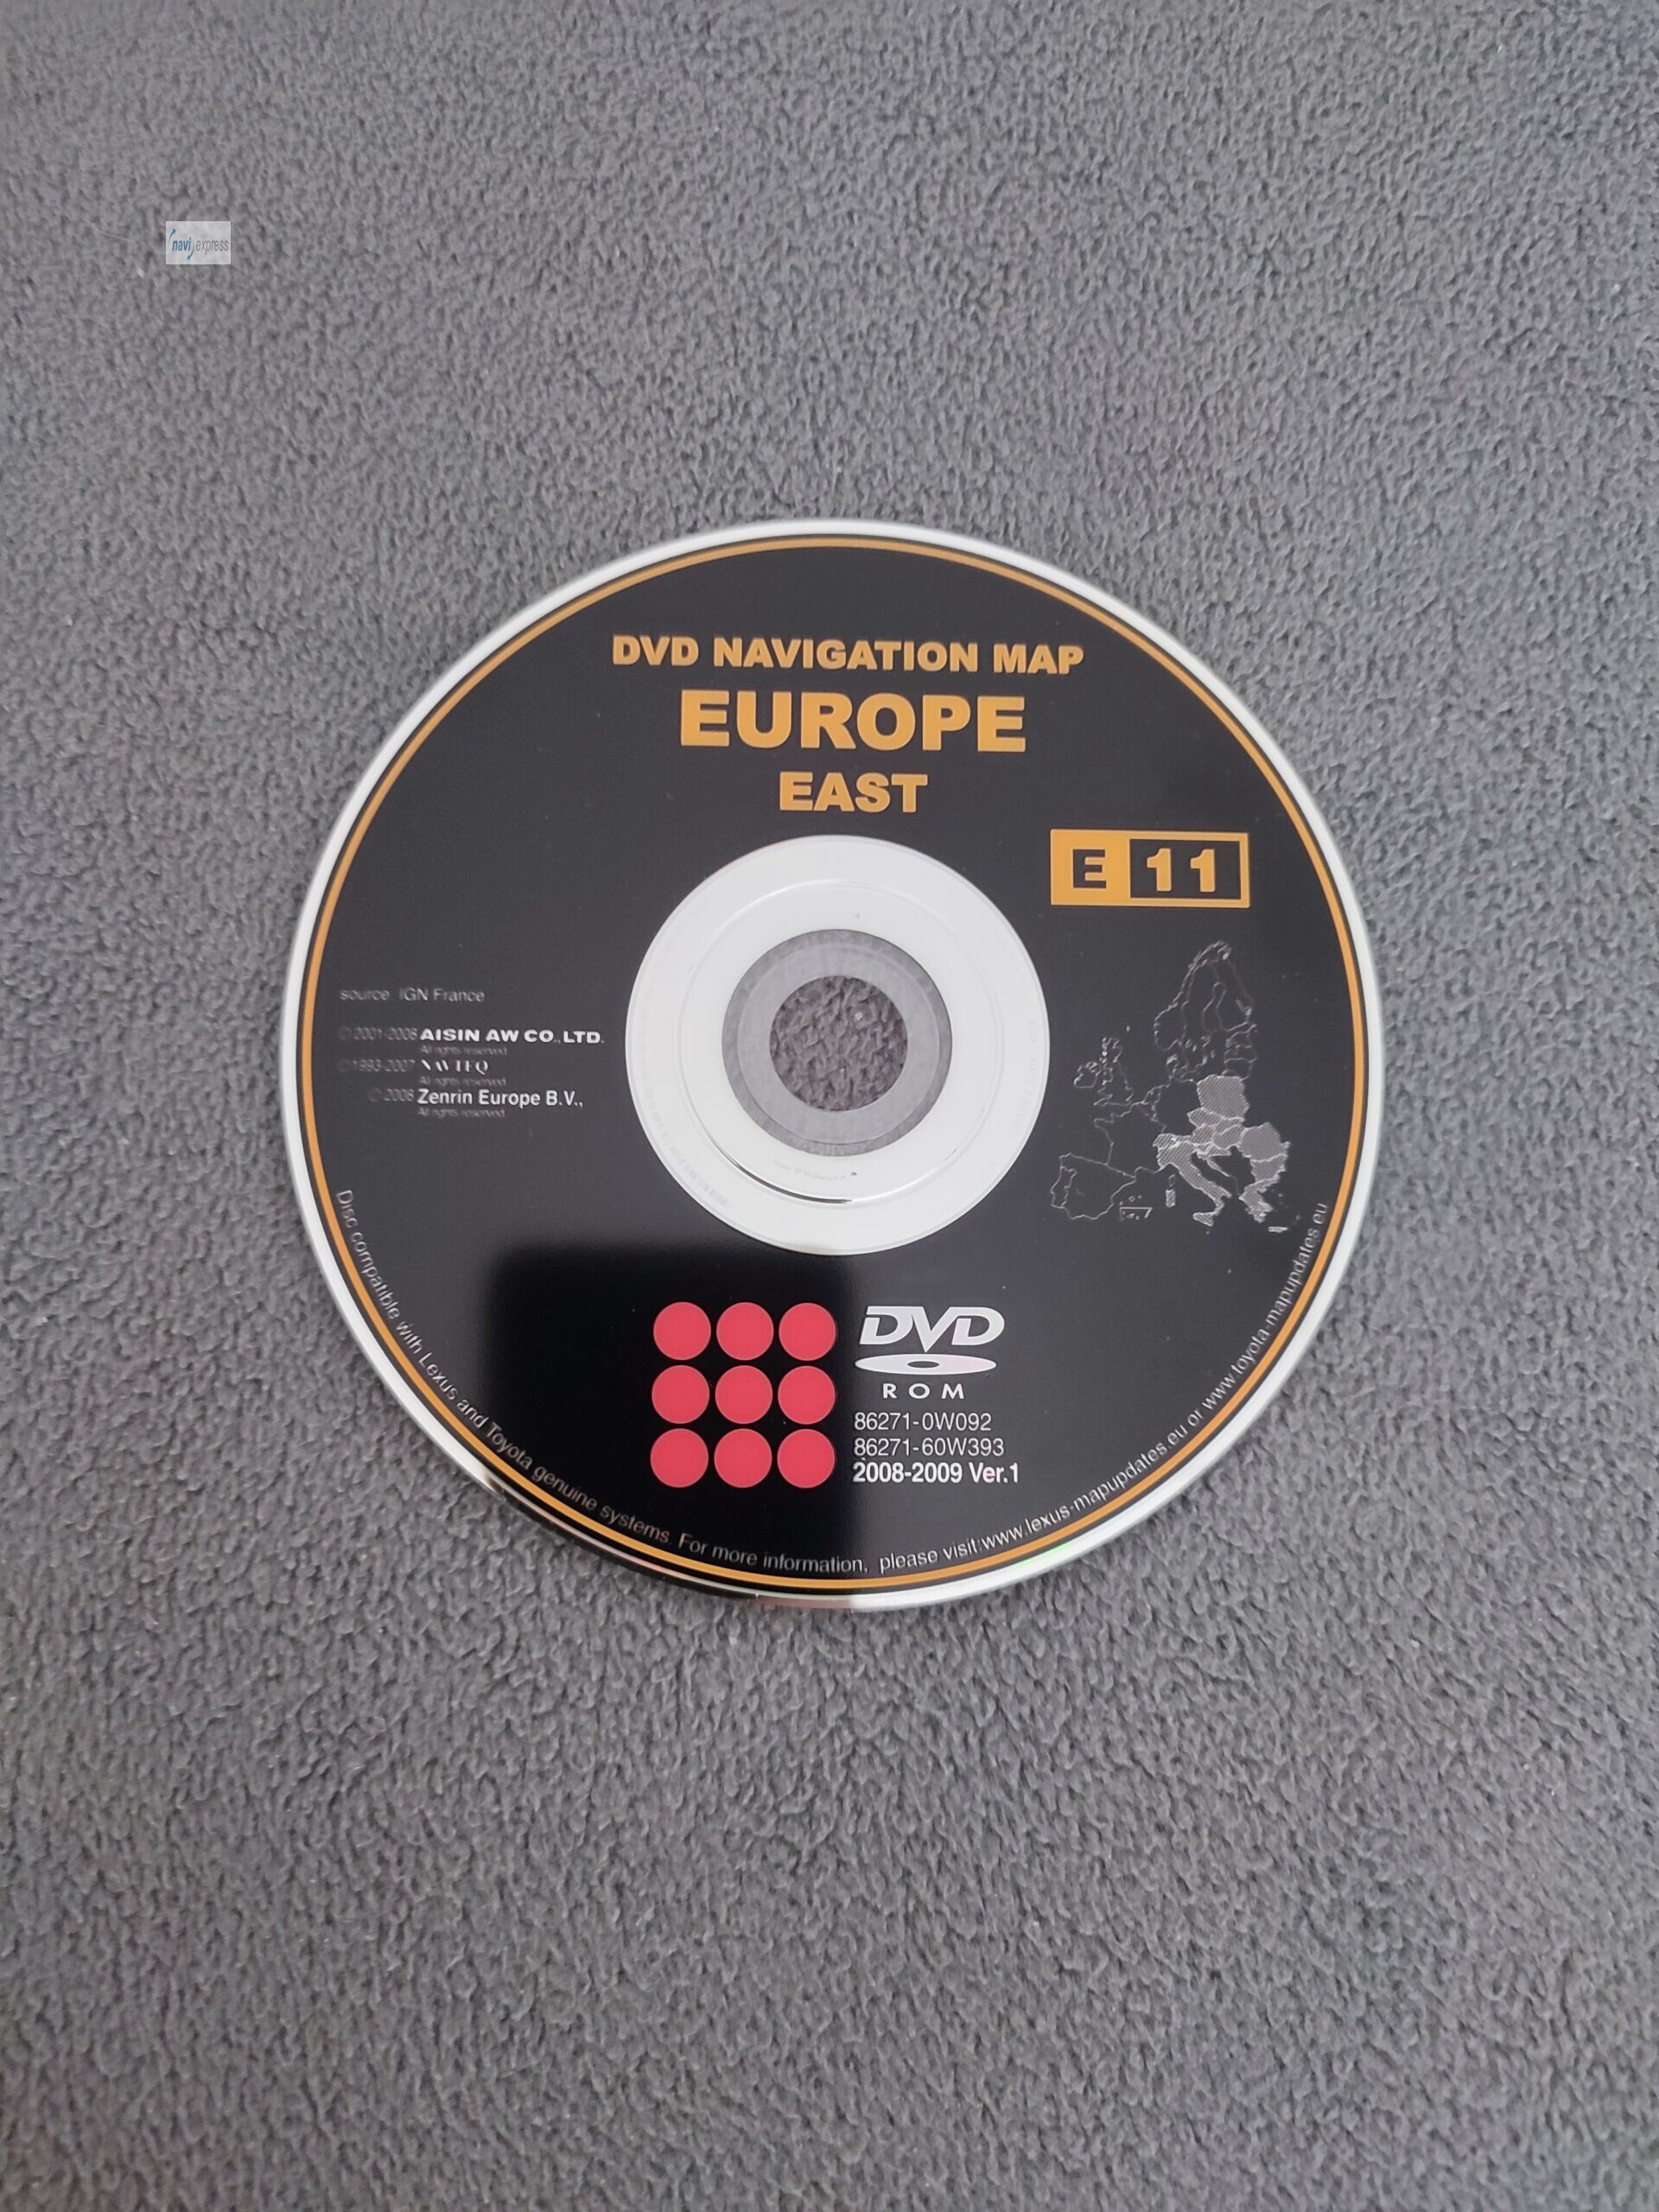 navi express
DVD NAVIGATION MAP
EUROPE
EAST
E 11
source IGN France
© 2001-2008 AISIN AW CO., LTD.
All rights reserved
©1993-2007 NAVTEQ
All rights reserved
© 2008 Zenrin Europe B.V.,
All rights reserved
DVD
ROM
86271-0W092
86271-60W393
2008-2009 Ver.1
Disc compatible with Lexus and Toyota genuine systems. For more information, please visit:www.lexus-mapupdates.eu or www.toyota-mapupdates.eu